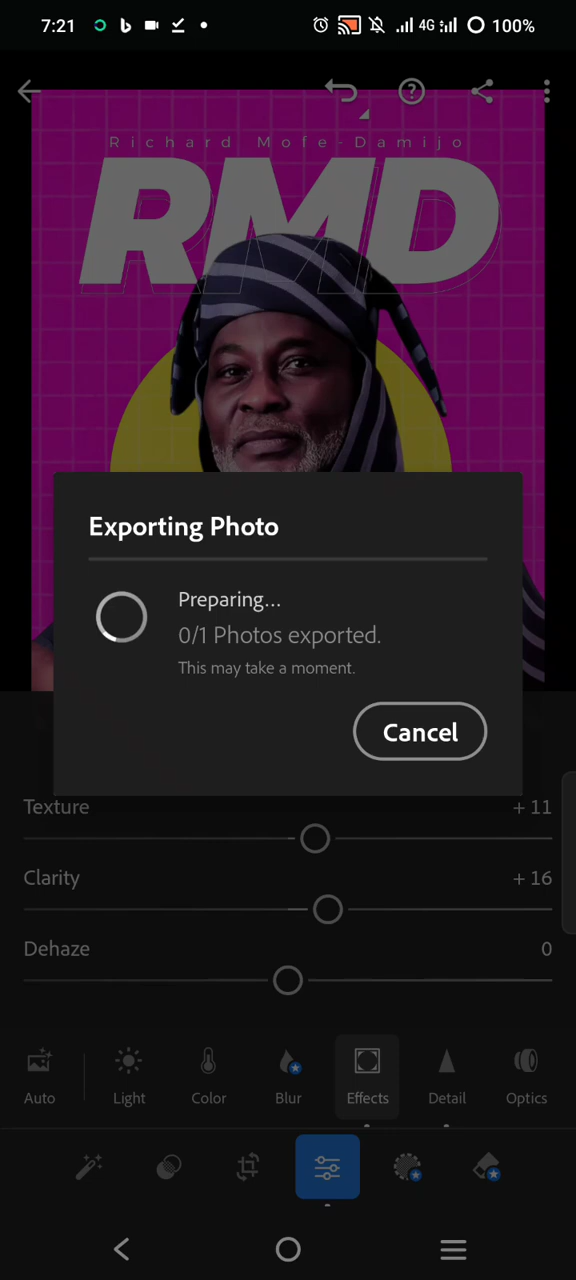 7:21
4G
100%
Richard Mofe-Damijo
RMD
Exporting Photo
Preparing...
0/1 Photos exported.
This may take a moment.
Cancel
Texture + 11
Clarity + 16
Dehaze 0
Auto Light Color Blur Effects Detail Optics